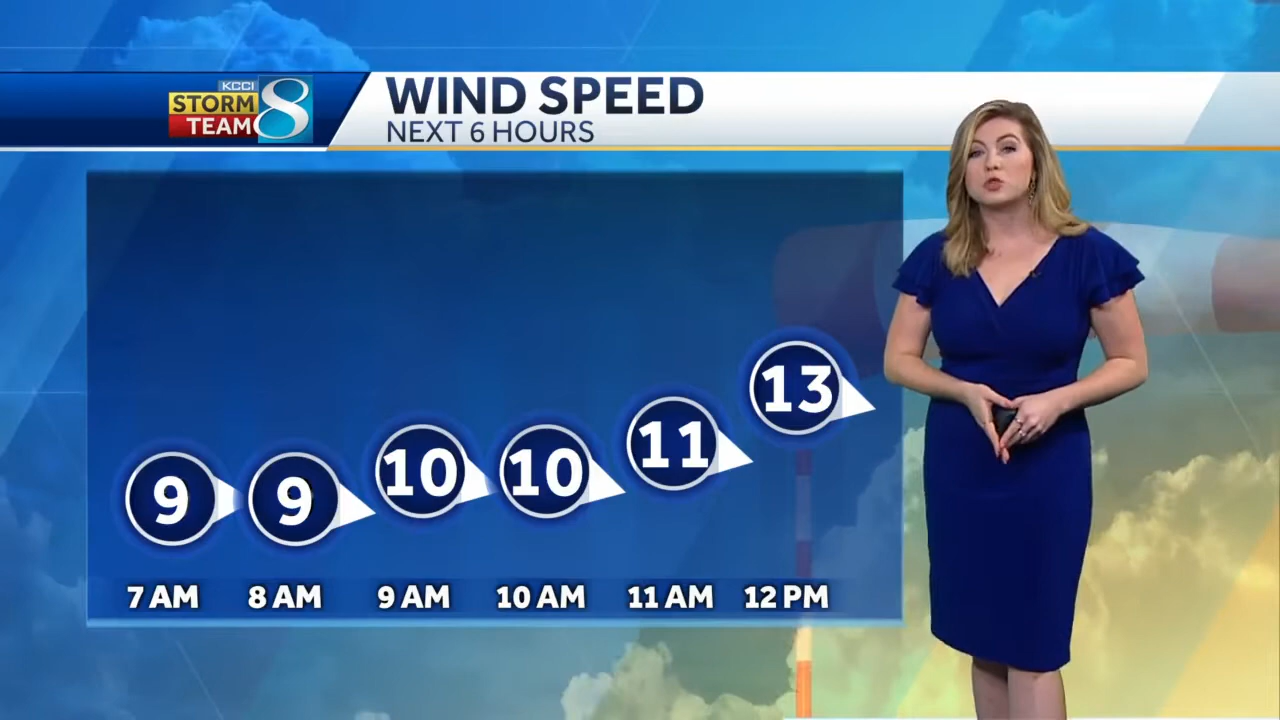 KCCI
STORM
TEAM 8
WIND SPEED
NEXT 6 HOURS
9 9 10 10 11 13
7 AM 8 AM 9 AM 10 AM 11 AM 12 PM